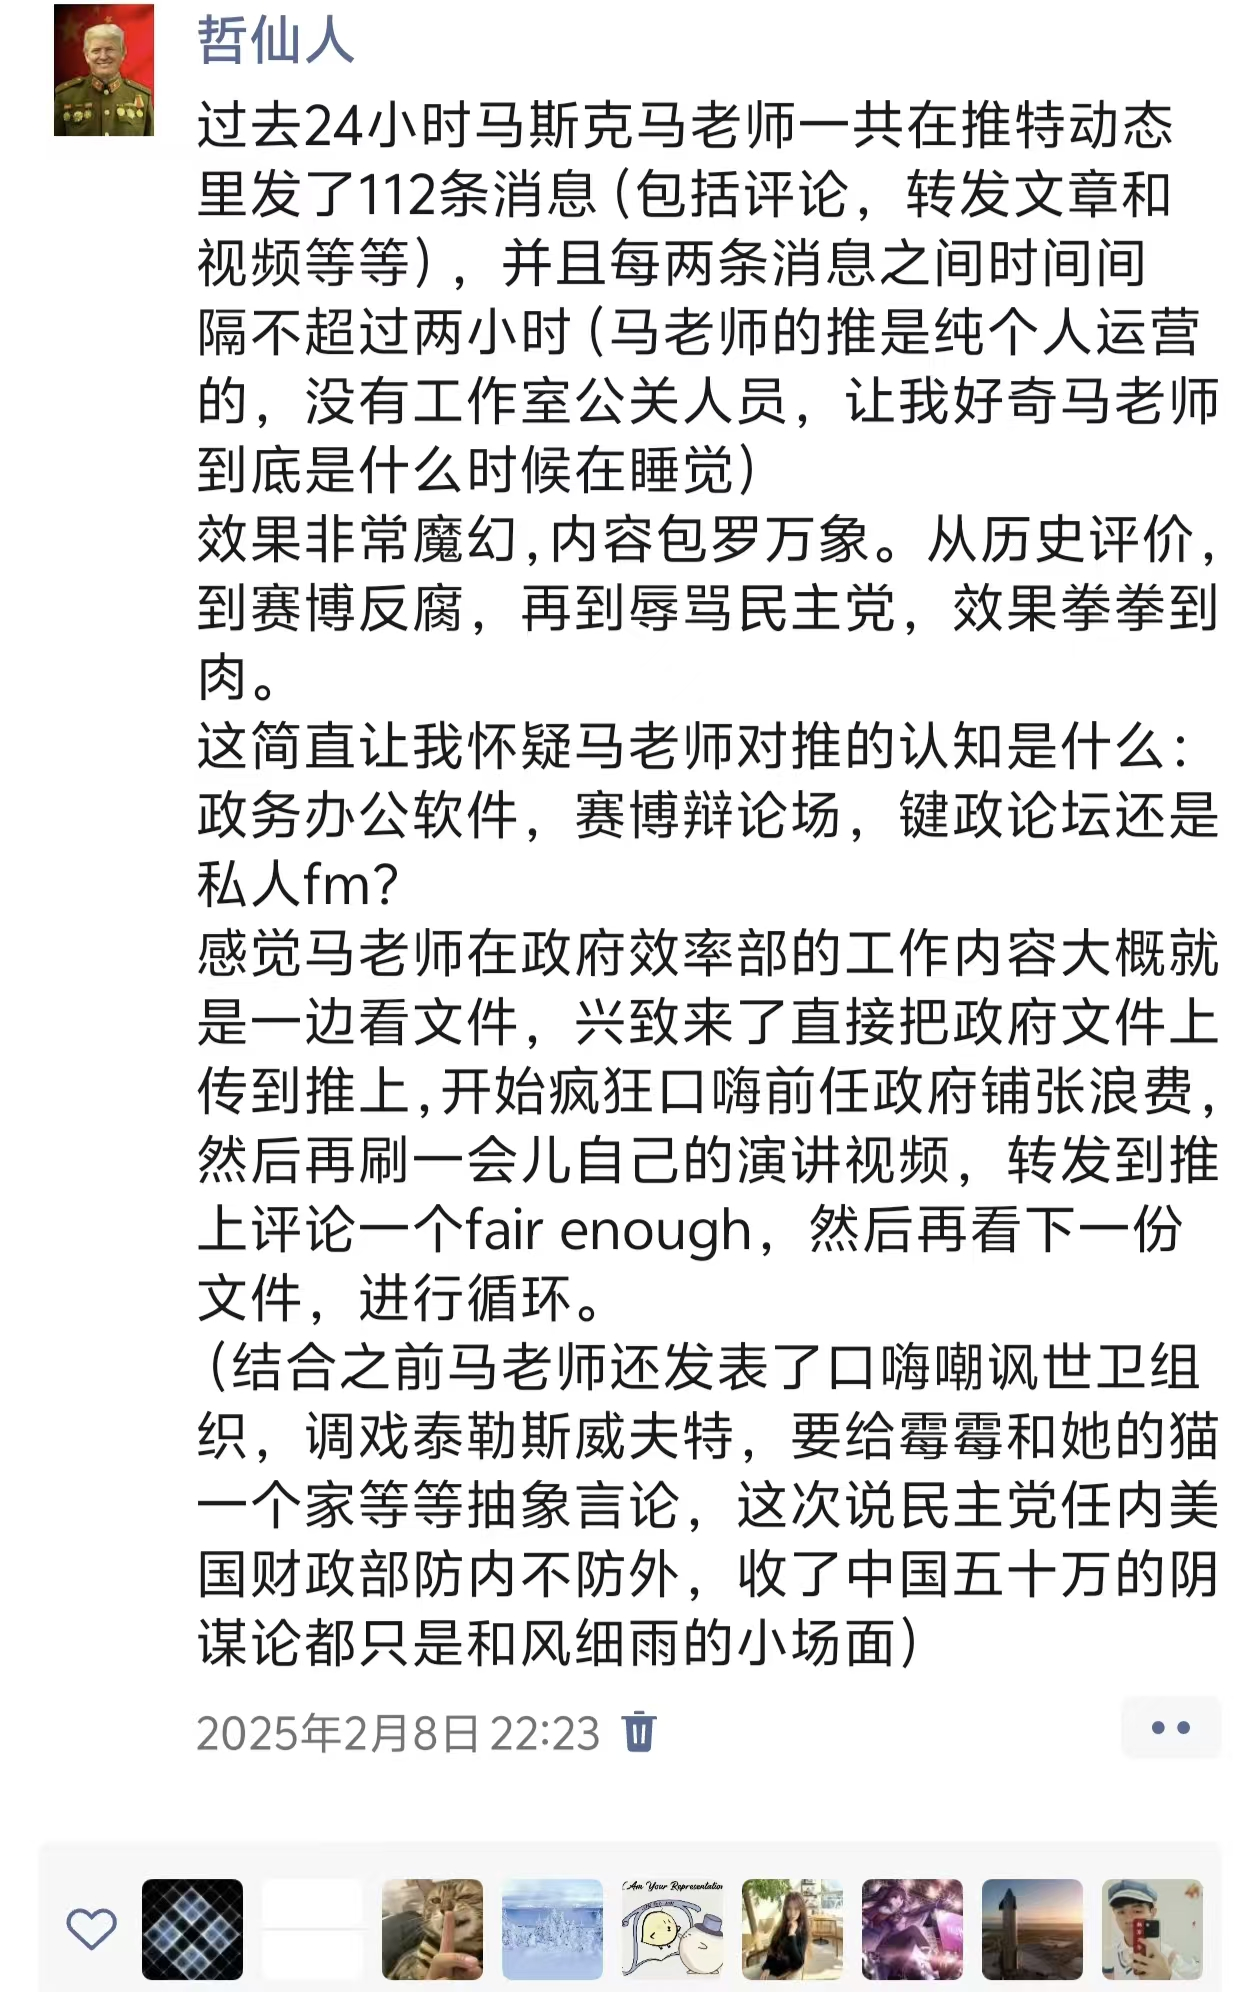 哲仙人
过去24小时马斯克马老师一共在推特动态
里发了112条消息(包括评论，转发文章和
视频等等)，并且每两条消息之间时间间
隔不超过两小时(马老师的推是纯个人运营
的，没有工作室公关人员，让我好奇马老师
到底是什么时候在睡觉)
效果非常魔幻,内容包罗万象。从历史评价，
到赛博反腐，再到辱骂民主党，效果拳拳到
肉。
这简直让我怀疑马老师对推的认知是什么：
政务办公软件，赛博辩论场，键政论坛还是
私人fm?
感觉马老师在政府效率部的工作内容大概就
是一边看文件，兴致来了直接把政府文件上
传到推上,开始疯狂口嗨前任政府铺张浪费，
然后再刷一会儿自己的演讲视频，转发到推
上评论一个fair enough，然后再看下一份
文件，进行循环。
(结合之前马老师还发表了口嗨嘲讽世卫组
织，调戏泰勒斯威夫特，要给霉霉和她的猫
一个家等等抽象言论，这次说民主党任内美
国财政部防内不防外，收了中国五十万的阴
谋论都只是和风细雨的小场面)
2025年2月8日 22:23
I Am Your Representation